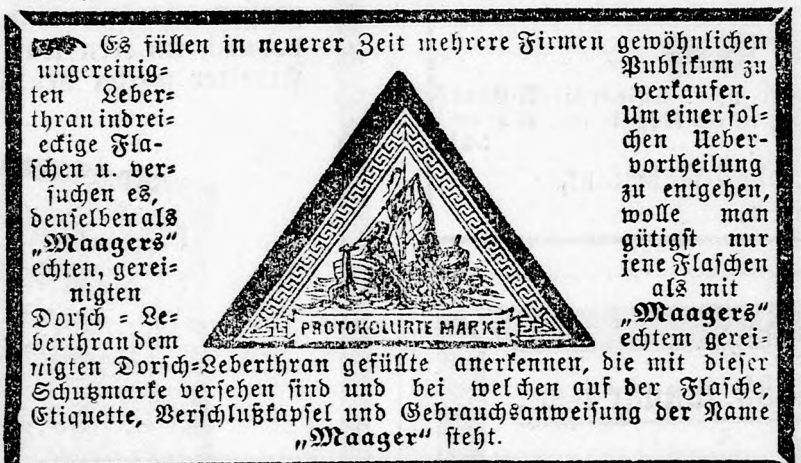 Es füllen in neuerer Zeit mehrere Firmen gewöhnlichen
ungereinig-
ten Leber-
thran in drei-
eckige Fla-
schen u. ver-
suchen es,
denselben als
„Maagers“
echten, gerei-
nigten
Dorsch-Le-
berthran dem
Publikum zu
verkaufen.
Um einer sol-
chen Ueber-
vortheilung
zu entgehen,
wolle man
gütigst nur
jene Flaschen
als mit
„Maagers“
echtem gerei-
PROTOKOLLIRTE MARKE
nigten Dorsch-Leberthran gefüllte anerkennen, die mit dieser
Schutzmarke versehen sind und bei welchen auf der Flasche,
Etiquette, Verschlußkapsel und Gebrauchsanweisung der Name
„Maager“ steht.